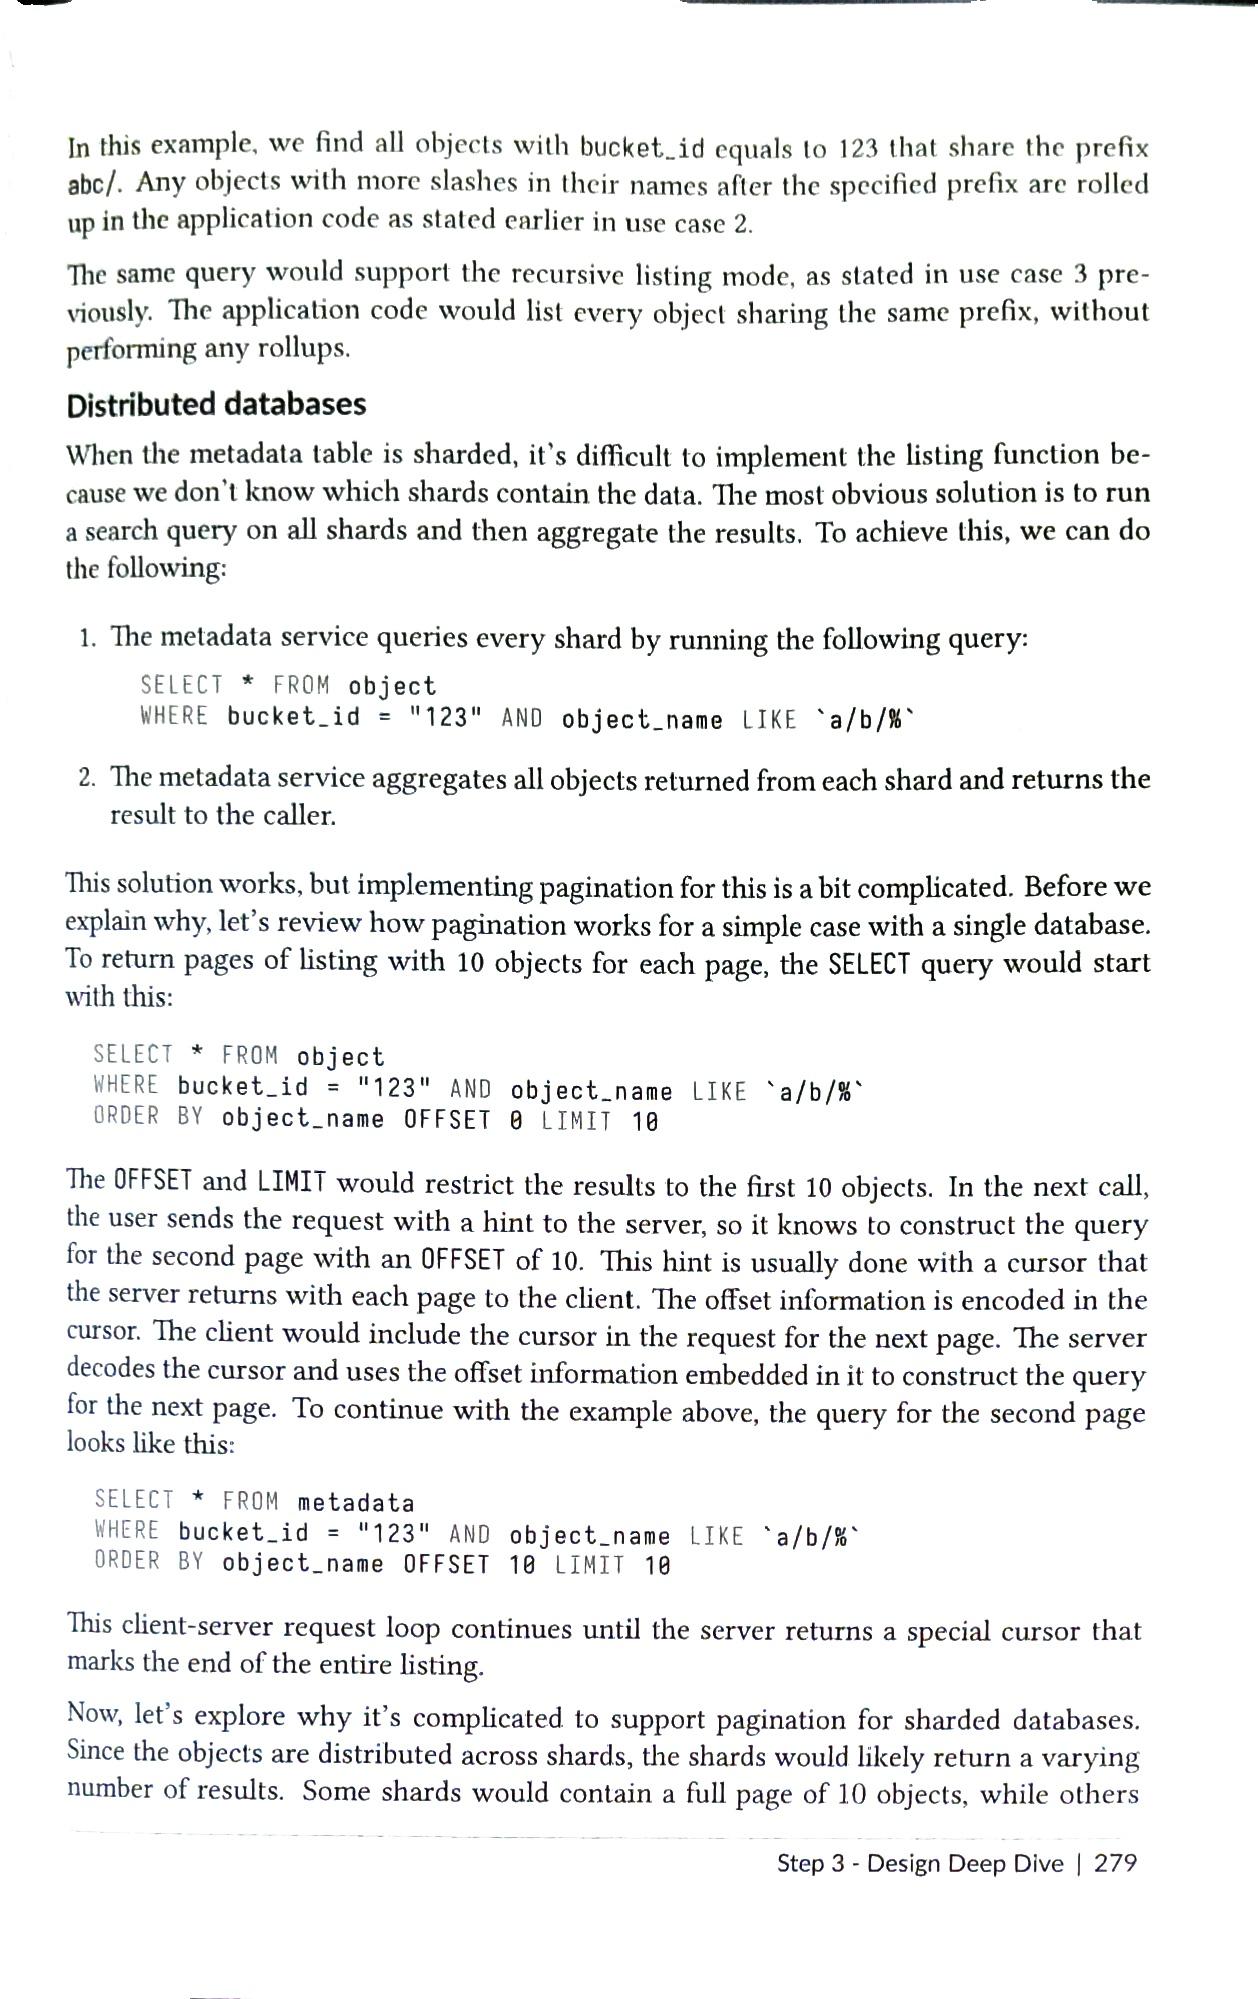 In this example, we find all objects with bucket_id equals to 123 that share the prefix
abc/. Any objects with more slashes in their names after the specified prefix are rolled
up in the application code as stated earlier in use case 2.
The same query would support the recursive listing mode, as stated in use case 3 pre-
viously. The application code would list every object sharing the same prefix, without
performing any rollups.
Distributed databases
When the metadata table is sharded, it's difficult to implement the listing function be-
cause we don't know which shards contain the data. The most obvious solution is to run
a search query on all shards and then aggregate the results. To achieve this, we can do
the following:
1. The metadata service queries every shard by running the following query:
SELECT * FROM object
WHERE bucket_id = "123" AND object_name LIKE `a/b/%`
2. The metadata service aggregates all objects returned from each shard and returns the
result to the caller.
This solution works, but implementing pagination for this is a bit complicated. Before we
explain why, let's review how pagination works for a simple case with a single database.
To return pages of listing with 10 objects for each page, the SELECT query would start
with this:
SELECT * FROM object
WHERE bucket_id = "123" AND object_name LIKE `a/b/%`
ORDER BY object_name OFFSET 0 LIMIT 10
The OFFSET and LIMIT would restrict the results to the first 10 objects. In the next call,
the user sends the request with a hint to the server, so it knows to construct the query
for the second page with an OFFSET of 10. This hint is usually done with a cursor that
the server returns with each page to the client. The offset information is encoded in the
cursor. The client would include the cursor in the request for the next page. The server
decodes the cursor and uses the offset information embedded in it to construct the query
for the next page. To continue with the example above, the query for the second page
looks like this:
SELECT * FROM metadata
WHERE bucket_id = "123" AND object_name LIKE `a/b/%`
ORDER BY object_name OFFSET 10 LIMIT 10
This client-server request loop continues until the server returns a special cursor that
marks the end of the entire listing.
Now, let's explore why it's complicated to support pagination for sharded databases.
Since the objects are distributed across shards, the shards would likely return a varying
number of results. Some shards would contain a full page of 10 objects, while others
Step 3 - Design Deep Dive | 279